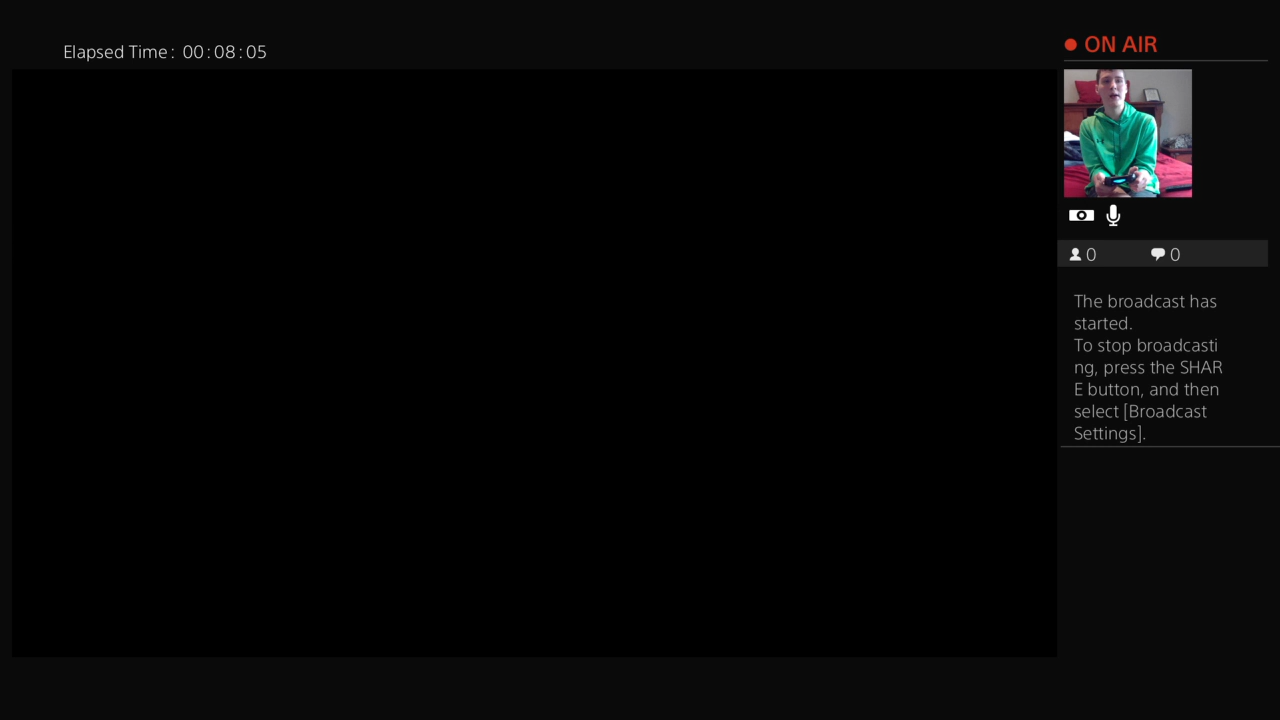 Elapsed Time: 00:08:05
ON AIR
0 0
The broadcast has
started.
To stop broadcasti
ng, press the SHAR
E button, and then
select [Broadcast
Settings].